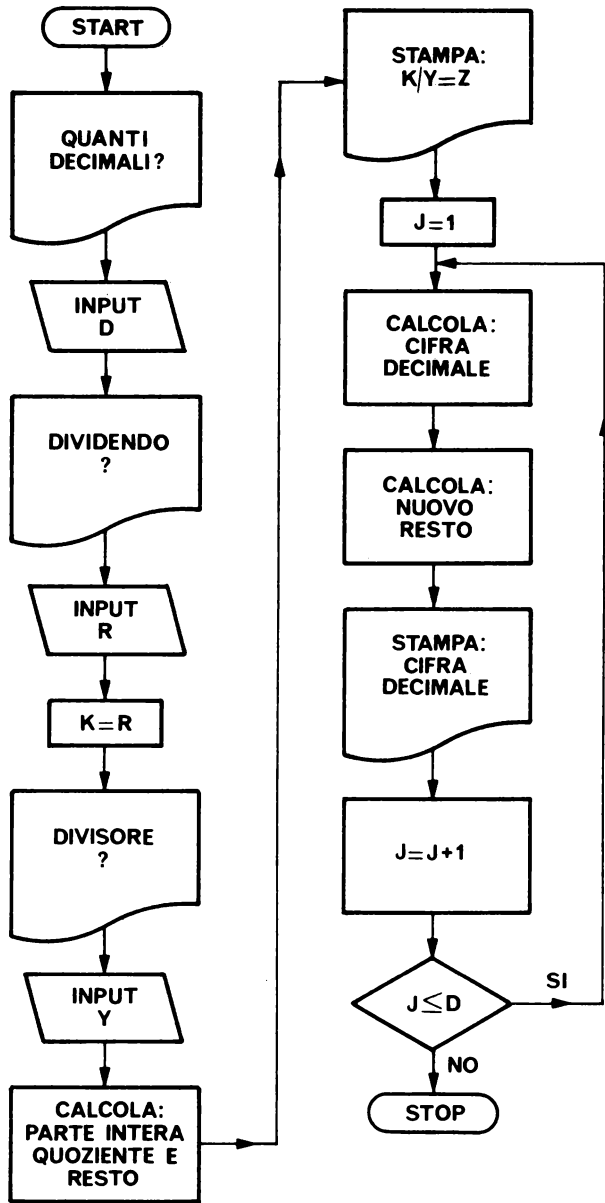 START
QUANTI
DECIMALI?
INPUT
D
DIVIDENDO
?
INPUT
R
K=R
DIVISORE
?
INPUT
Y
CALCOLA:
PARTE INTERA
QUOZIENTE E
RESTO
STAMPA:
K/Y=Z
J=1
CALCOLA:
CIFRA
DECIMALE
CALCOLA:
NUOVO
RESTO
STAMPA:
CIFRA
DECIMALE
J=J+1
J≤D
SI
NO
STOP